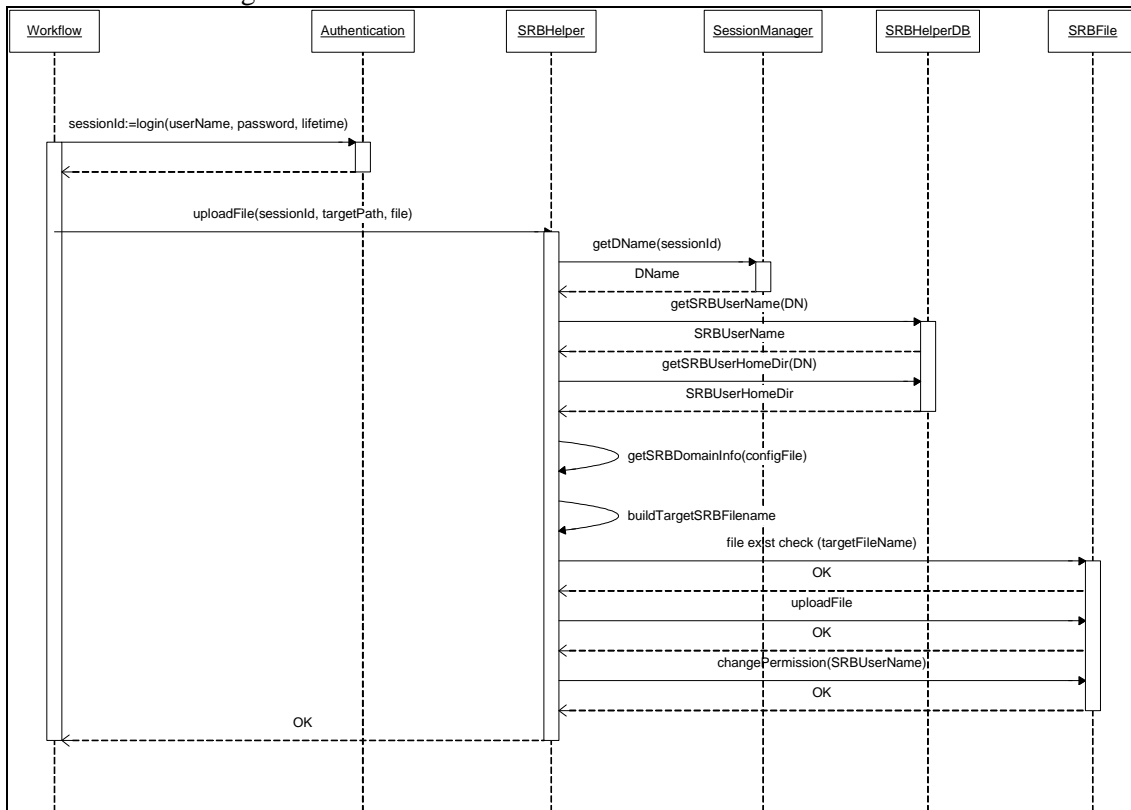 Workflow
Authentication
SRBHelper
SessionManager
SRBHelperDB
SRBFile
sessionId:=login(userName, password, lifetime)
uploadFile(sessionId, targetPath, file)
getDName(sessionId)
DName
getSRBUserName(DN)
SRBUserName
getSRBUserHomeDir(DN)
SRBUserHomeDir
getSRBDomainInfo(configFile)
buildTargetSRBFilename
file exist check (targetFileName)
OK
uploadFile
OK
changePermission(SRBUserName)
OK
OK